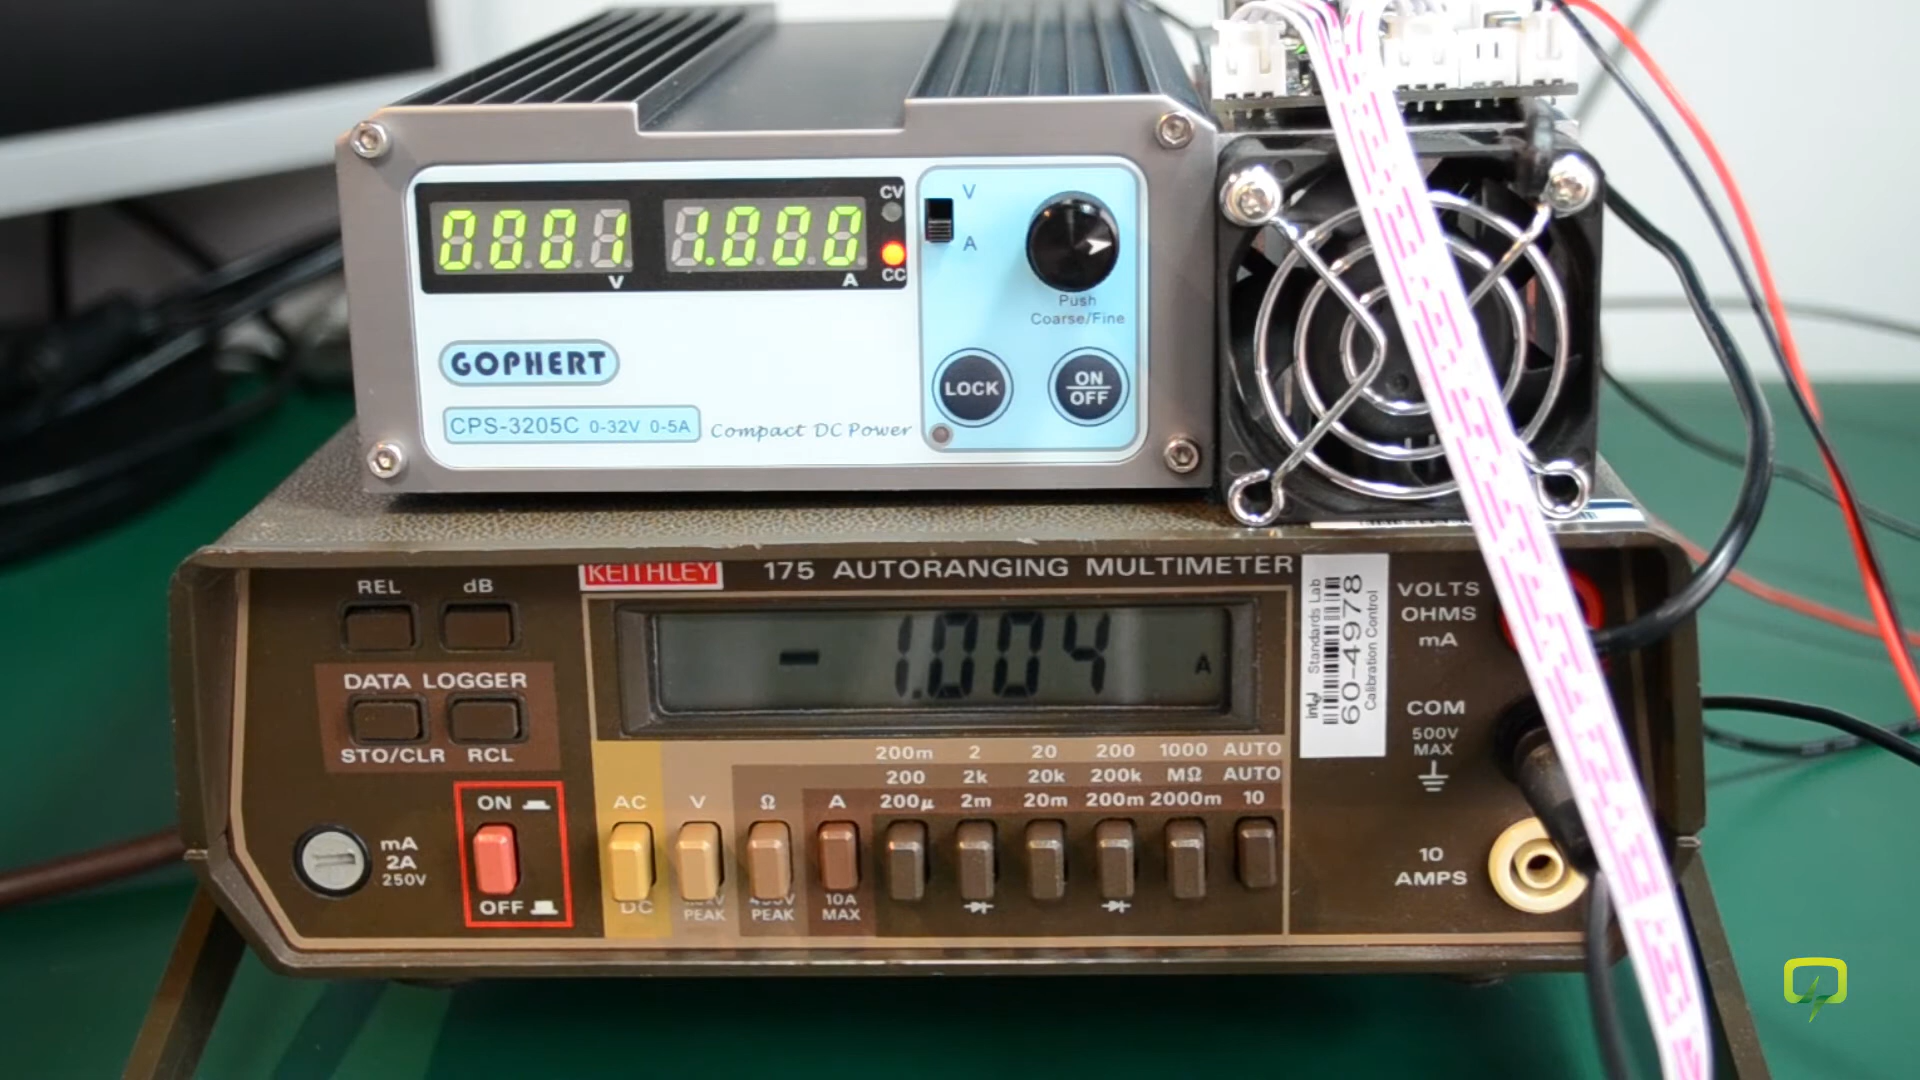 0001 1.000
V A
CV
CC
V
A
Push
Coarse/Fine
GOPHERT
LOCK
ON
OFF
CPS-3205C 0-32V 0-5A Compact DC Power
KEITHLEY 175 AUTORANGING MULTIMETER
REL dB
- 1.004 A
DATA LOGGER
STO/CLR RCL
intel Standards Lab
60-49978
Calibration Control
VOLTS
OHMS
mA
COM
500V
MAX
10
AMPS
200m 2 20 200 1000 AUTO
200 2k 20k 200k MΩ AUTO
200µ 2m 20m 200m 2000m 10
AC V Ω A
DC PEAK PEAK 10A
MAX
ON
OFF
mA
2A
250V